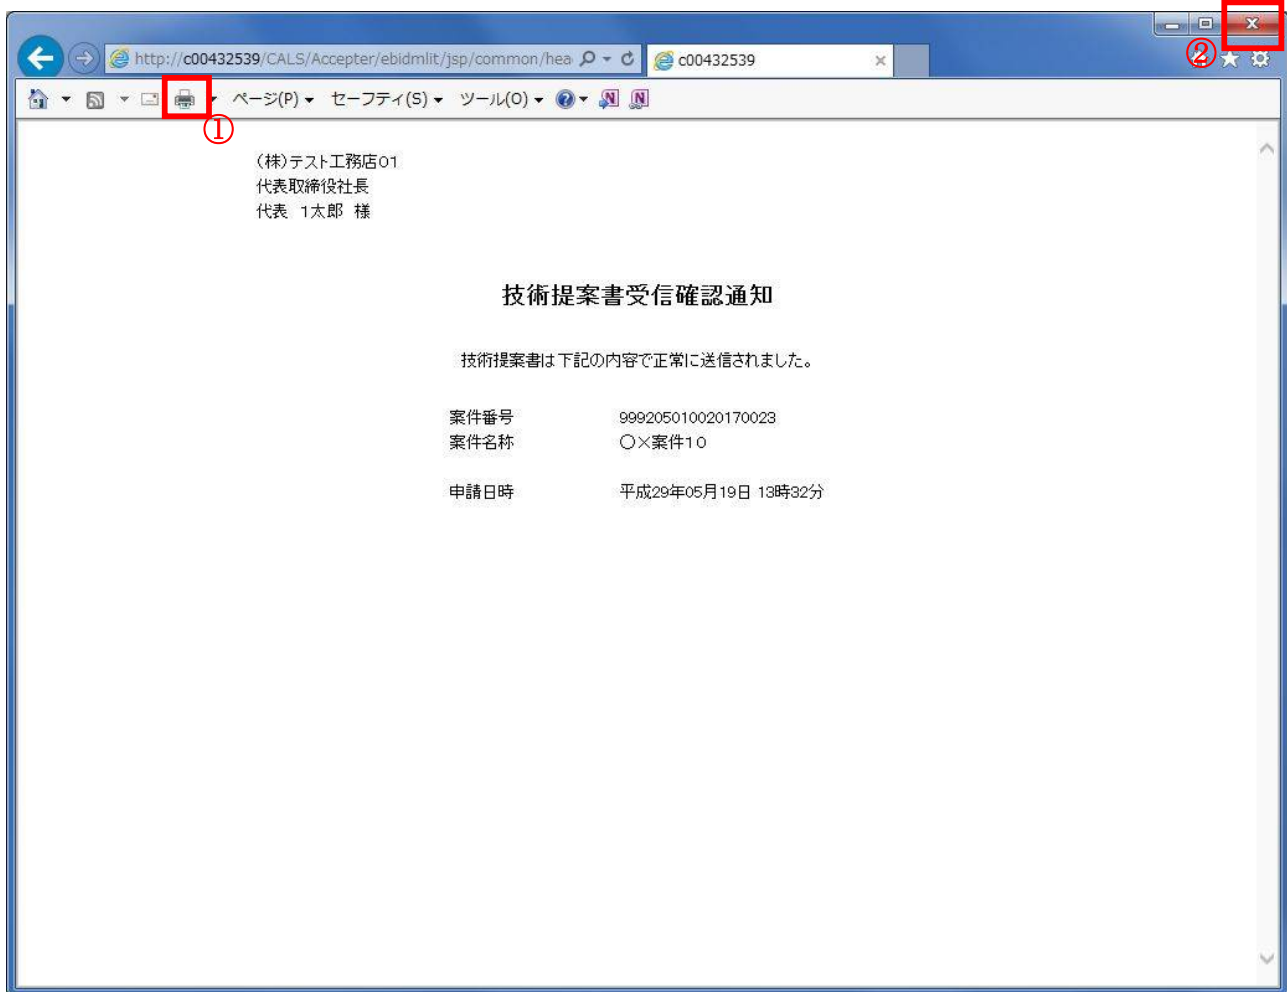 ②
http://c00432539/CALS/Accepter/ebidmlit/jsp/common/hea
c00432539
ページ(P) セーフティ(S) ツール(O)
①
(株)テスト工務店01
代表取締役社長
代表 1太郎 様
技術提案書受信確認通知
技術提案書は下記の内容で正常に送信されました。
案件番号 999205010020170023
案件名称 〇×案件10
申請日時 平成29年05月19日 13時32分